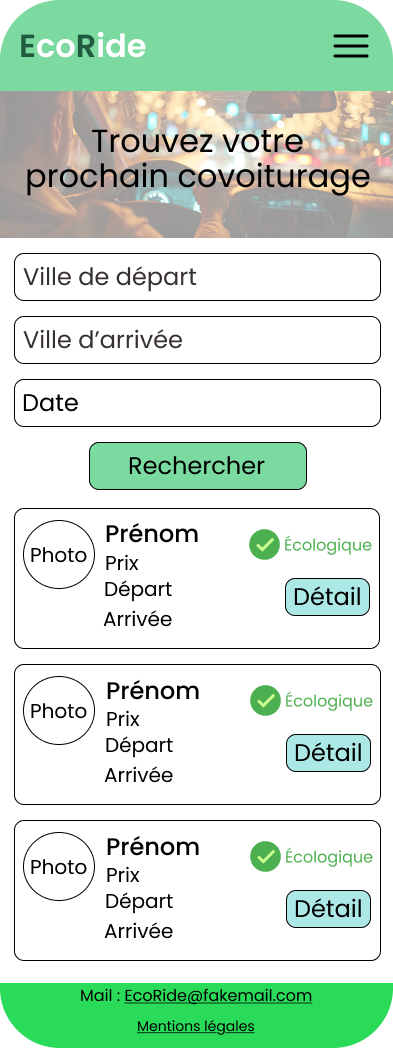 EcoRide
Trouvez votre
prochain covoiturage
Ville de départ
Ville d’arrivée
Date
Rechercher
Photo
Prénom
Prix
Départ
Arrivée
Écologique
Détail
Photo
Prénom
Prix
Départ
Arrivée
Écologique
Détail
Photo
Prénom
Prix
Départ
Arrivée
Écologique
Détail
Mail : EcoRide@fakemail.com
Mentions légales